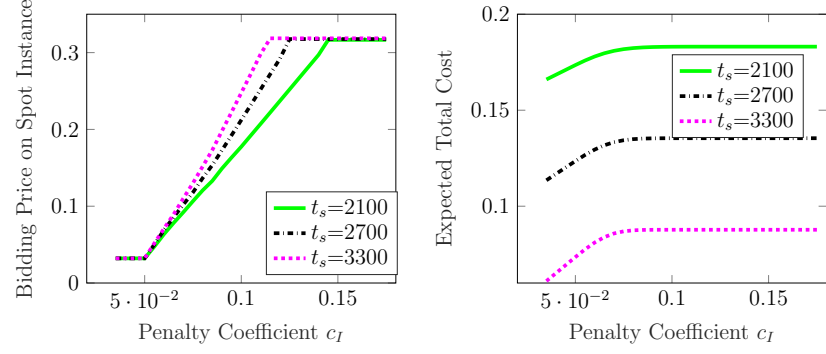 Bidding Price on Spot Instance
0.3
0.2
0.1
0
5 · 10⁻²
0.1
0.15
Penalty Coefficient c_I
t_s=2100
t_s=2700
t_s=3300
Expected Total Cost
0.2
0.15
0.1
5 · 10⁻²
0.1
0.15
Penalty Coefficient c_I
t_s=2100
t_s=2700
t_s=3300